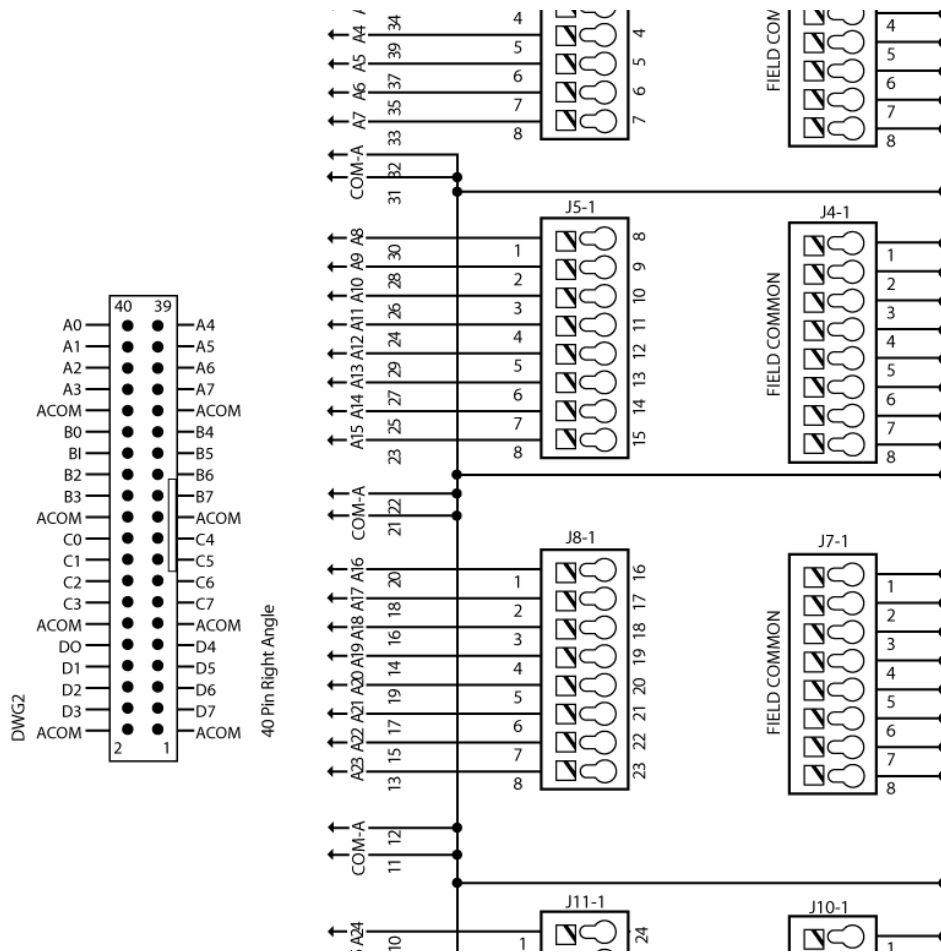 40 39
A0 A4
A1 A5
A2 A6
A3 A7
ACOM ACOM
B0 B4
BI B5
B2 B6
B3 B7
ACOM ACOM
C0 C4
C1 C5
C2 C6
C3 C7
ACOM ACOM
DO D4
D1 D5
D2 D6
D3 D7
ACOM ACOM
2 1
DWG2
40 Pin Right Angle
34 4
A4 39 5 4
A5 37 6 5
A6 35 7 6
A7 33 8 7
COM-A 32
31
FIELD COM
4
5
6
7
8
J5-1
A8 30 1 8
A9 28 2 9
A10 26 3 10
A11 24 4 11
A12 29 5 12
A13 27 6 13
A14 25 7 14
A15 23 8 15
COM-A 22
21
J4-1
FIELD COMMON
1
2
3
4
5
6
7
8
J8-1
A16 20 1 16
A17 18 2 17
A18 16 3 18
A19 14 4 19
A20 19 5 20
A21 17 6 21
A22 15 7 22
A23 13 8 23
COM-A 12
11
J7-1
FIELD COMMON
1
2
3
4
5
6
7
8
J11-1
A24 10 1 24
J10-1
1